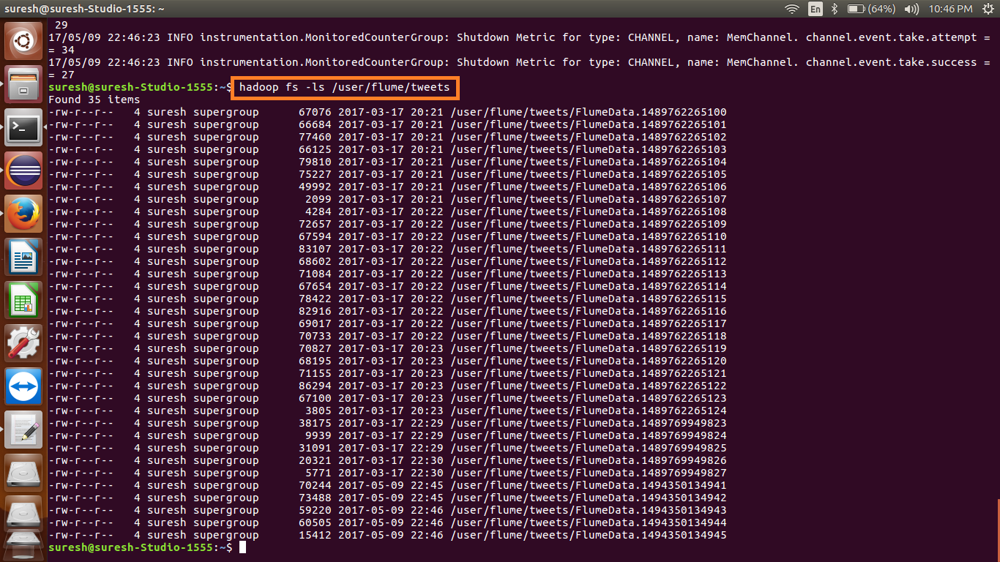 suresh@suresh-Studio-1555: ~ En (64%) 10:46 PM
29
17/05/09 22:46:23 INFO instrumentation.MonitoredCounterGroup: Shutdown Metric for type: CHANNEL, name: MemChannel. channel.event.take.attempt =
= 34
17/05/09 22:46:23 INFO instrumentation.MonitoredCounterGroup: Shutdown Metric for type: CHANNEL, name: MemChannel. channel.event.take.success =
= 27
suresh@suresh-Studio-1555:~$ hadoop fs -ls /user/flume/tweets
Found 35 items
-rw-r--r--   4 suresh supergroup      67076 2017-03-17 20:21 /user/flume/tweets/FlumeData.1489762265100
-rw-r--r--   4 suresh supergroup      66684 2017-03-17 20:21 /user/flume/tweets/FlumeData.1489762265101
-rw-r--r--   4 suresh supergroup      77460 2017-03-17 20:21 /user/flume/tweets/FlumeData.1489762265102
-rw-r--r--   4 suresh supergroup      66125 2017-03-17 20:21 /user/flume/tweets/FlumeData.1489762265103
-rw-r--r--   4 suresh supergroup      79810 2017-03-17 20:21 /user/flume/tweets/FlumeData.1489762265104
-rw-r--r--   4 suresh supergroup      75227 2017-03-17 20:21 /user/flume/tweets/FlumeData.1489762265105
-rw-r--r--   4 suresh supergroup      49992 2017-03-17 20:21 /user/flume/tweets/FlumeData.1489762265106
-rw-r--r--   4 suresh supergroup       2099 2017-03-17 20:21 /user/flume/tweets/FlumeData.1489762265107
-rw-r--r--   4 suresh supergroup       4284 2017-03-17 20:22 /user/flume/tweets/FlumeData.1489762265108
-rw-r--r--   4 suresh supergroup      72657 2017-03-17 20:22 /user/flume/tweets/FlumeData.1489762265109
-rw-r--r--   4 suresh supergroup      67594 2017-03-17 20:22 /user/flume/tweets/FlumeData.1489762265110
-rw-r--r--   4 suresh supergroup      83107 2017-03-17 20:22 /user/flume/tweets/FlumeData.1489762265111
-rw-r--r--   4 suresh supergroup      68602 2017-03-17 20:22 /user/flume/tweets/FlumeData.1489762265112
-rw-r--r--   4 suresh supergroup      71084 2017-03-17 20:22 /user/flume/tweets/FlumeData.1489762265113
-rw-r--r--   4 suresh supergroup      67654 2017-03-17 20:22 /user/flume/tweets/FlumeData.1489762265114
-rw-r--r--   4 suresh supergroup      78422 2017-03-17 20:22 /user/flume/tweets/FlumeData.1489762265115
-rw-r--r--   4 suresh supergroup      82916 2017-03-17 20:22 /user/flume/tweets/FlumeData.1489762265116
-rw-r--r--   4 suresh supergroup      69017 2017-03-17 20:22 /user/flume/tweets/FlumeData.1489762265117
-rw-r--r--   4 suresh supergroup      70733 2017-03-17 20:22 /user/flume/tweets/FlumeData.1489762265118
-rw-r--r--   4 suresh supergroup      70827 2017-03-17 20:23 /user/flume/tweets/FlumeData.1489762265119
-rw-r--r--   4 suresh supergroup      68195 2017-03-17 20:23 /user/flume/tweets/FlumeData.1489762265120
-rw-r--r--   4 suresh supergroup      71155 2017-03-17 20:23 /user/flume/tweets/FlumeData.1489762265121
-rw-r--r--   4 suresh supergroup      86294 2017-03-17 20:23 /user/flume/tweets/FlumeData.1489762265122
-rw-r--r--   4 suresh supergroup      67100 2017-03-17 20:23 /user/flume/tweets/FlumeData.1489762265123
-rw-r--r--   4 suresh supergroup       3805 2017-03-17 20:23 /user/flume/tweets/FlumeData.1489762265124
-rw-r--r--   4 suresh supergroup      38175 2017-03-17 22:29 /user/flume/tweets/FlumeData.1489769949823
-rw-r--r--   4 suresh supergroup       9939 2017-03-17 22:29 /user/flume/tweets/FlumeData.1489769949824
-rw-r--r--   4 suresh supergroup      31091 2017-03-17 22:29 /user/flume/tweets/FlumeData.1489769949825
-rw-r--r--   4 suresh supergroup      20321 2017-03-17 22:30 /user/flume/tweets/FlumeData.1489769949826
-rw-r--r--   4 suresh supergroup       5771 2017-03-17 22:30 /user/flume/tweets/FlumeData.1489769949827
-rw-r--r--   4 suresh supergroup      70244 2017-05-09 22:45 /user/flume/tweets/FlumeData.1494350134941
-rw-r--r--   4 suresh supergroup      73488 2017-05-09 22:45 /user/flume/tweets/FlumeData.1494350134942
-rw-r--r--   4 suresh supergroup      59220 2017-05-09 22:46 /user/flume/tweets/FlumeData.1494350134943
-rw-r--r--   4 suresh supergroup      60505 2017-05-09 22:46 /user/flume/tweets/FlumeData.1494350134944
-rw-r--r--   4 suresh supergroup      15412 2017-05-09 22:46 /user/flume/tweets/FlumeData.1494350134945
suresh@suresh-Studio-1555:~$